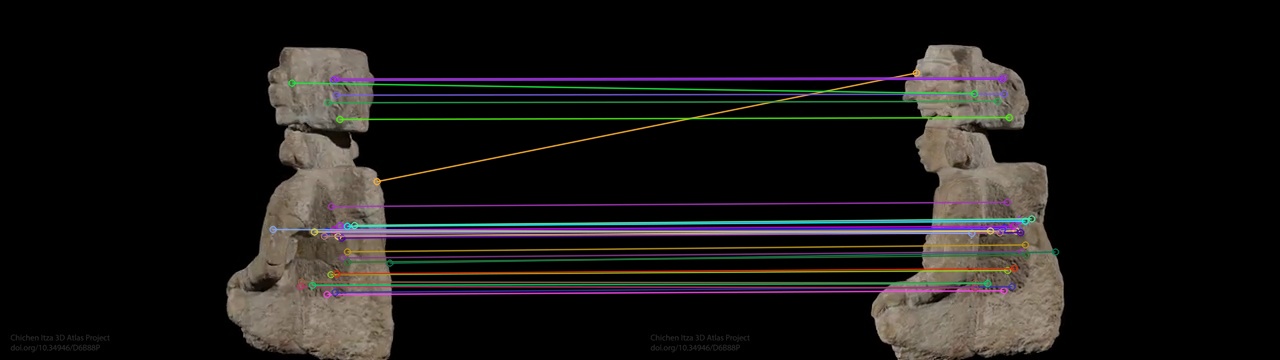 Chichen Itza 3D Atlas Project
doi.org/10.34946/D6B88P
Chichen Itza 3D Atlas Project
doi.org/10.34946/D6B88P